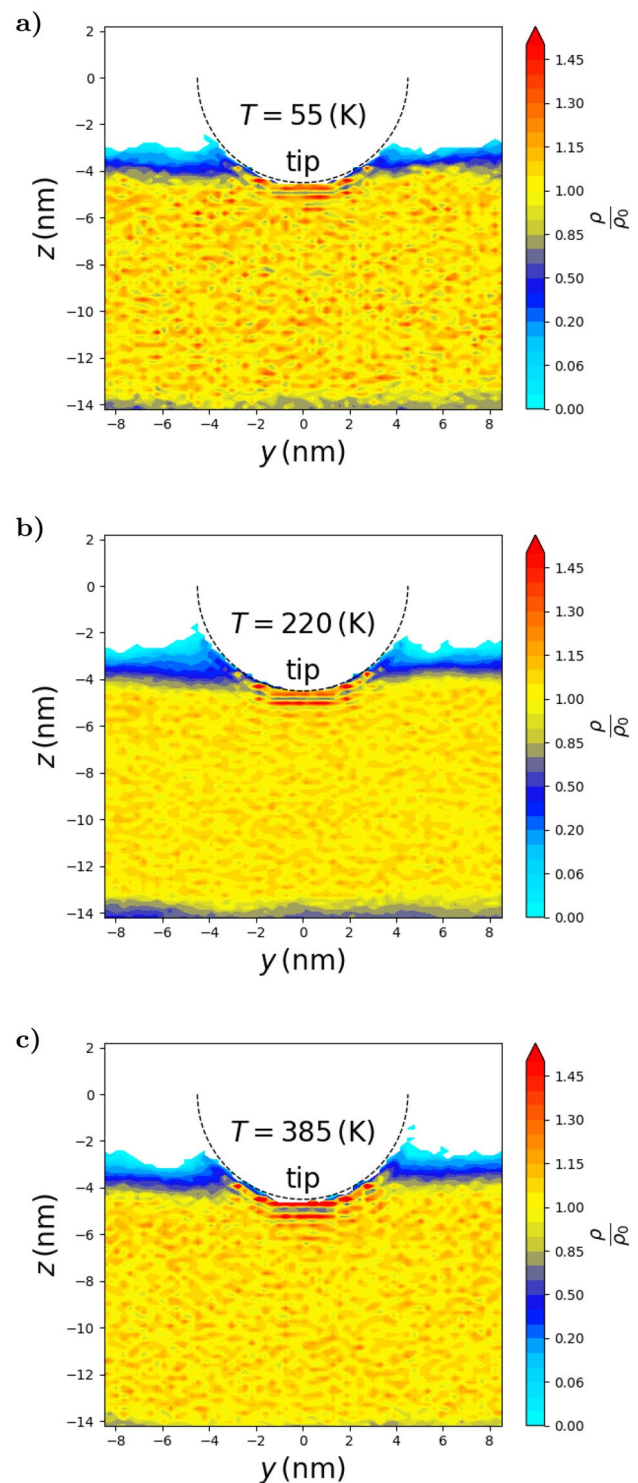 a)
2
0
−2
−4
−6
−8
−10
−12
−14
z (nm)
T = 55 (K)
tip
−8 −6 −4 −2 0 2 4 6 8
y (nm)
1.45
1.30
1.15
1.00
0.85
0.50
0.20
0.06
0.00
ρ
ρ₀
b)
2
0
−2
−4
−6
−8
−10
−12
−14
z (nm)
T = 220 (K)
tip
−8 −6 −4 −2 0 2 4 6 8
y (nm)
1.45
1.30
1.15
1.00
0.85
0.50
0.20
0.06
0.00
ρ
ρ₀
c)
2
0
−2
−4
−6
−8
−10
−12
−14
z (nm)
T = 385 (K)
tip
−8 −6 −4 −2 0 2 4 6 8
y (nm)
1.45
1.30
1.15
1.00
0.85
0.50
0.20
0.06
0.00
ρ
ρ₀